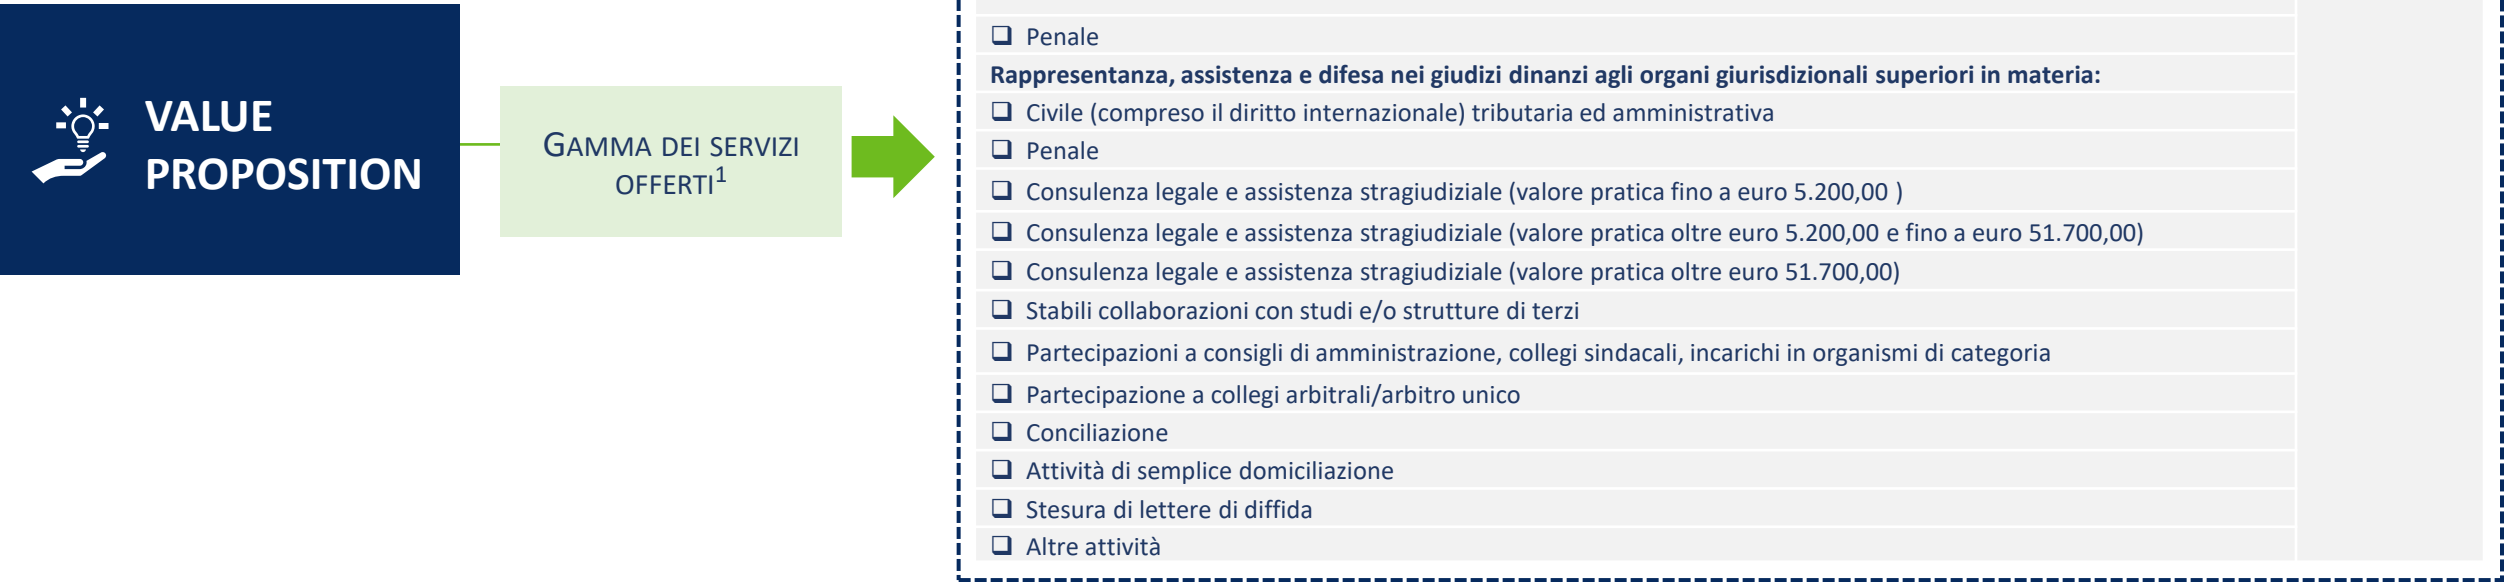 VALUE
PROPOSITION
GAMMA DEI SERVIZI
OFFERTI1
Penale
Rappresentanza, assistenza e difesa nei giudizi dinanzi agli organi giurisdizionali superiori in materia:
Civile (compreso il diritto internazionale) tributaria ed amministrativa
Penale
Consulenza legale e assistenza stragiudiziale (valore pratica fino a euro 5.200,00 )
Consulenza legale e assistenza stragiudiziale (valore pratica oltre euro 5.200,00 e fino a euro 51.700,00)
Consulenza legale e assistenza stragiudiziale (valore pratica oltre euro 51.700,00)
Stabili collaborazioni con studi e/o strutture di terzi
Partecipazioni a consigli di amministrazione, collegi sindacali, incarichi in organismi di categoria
Partecipazione a collegi arbitrali/arbitro unico
Conciliazione
Attività di semplice domiciliazione
Stesura di lettere di diffida
Altre attività